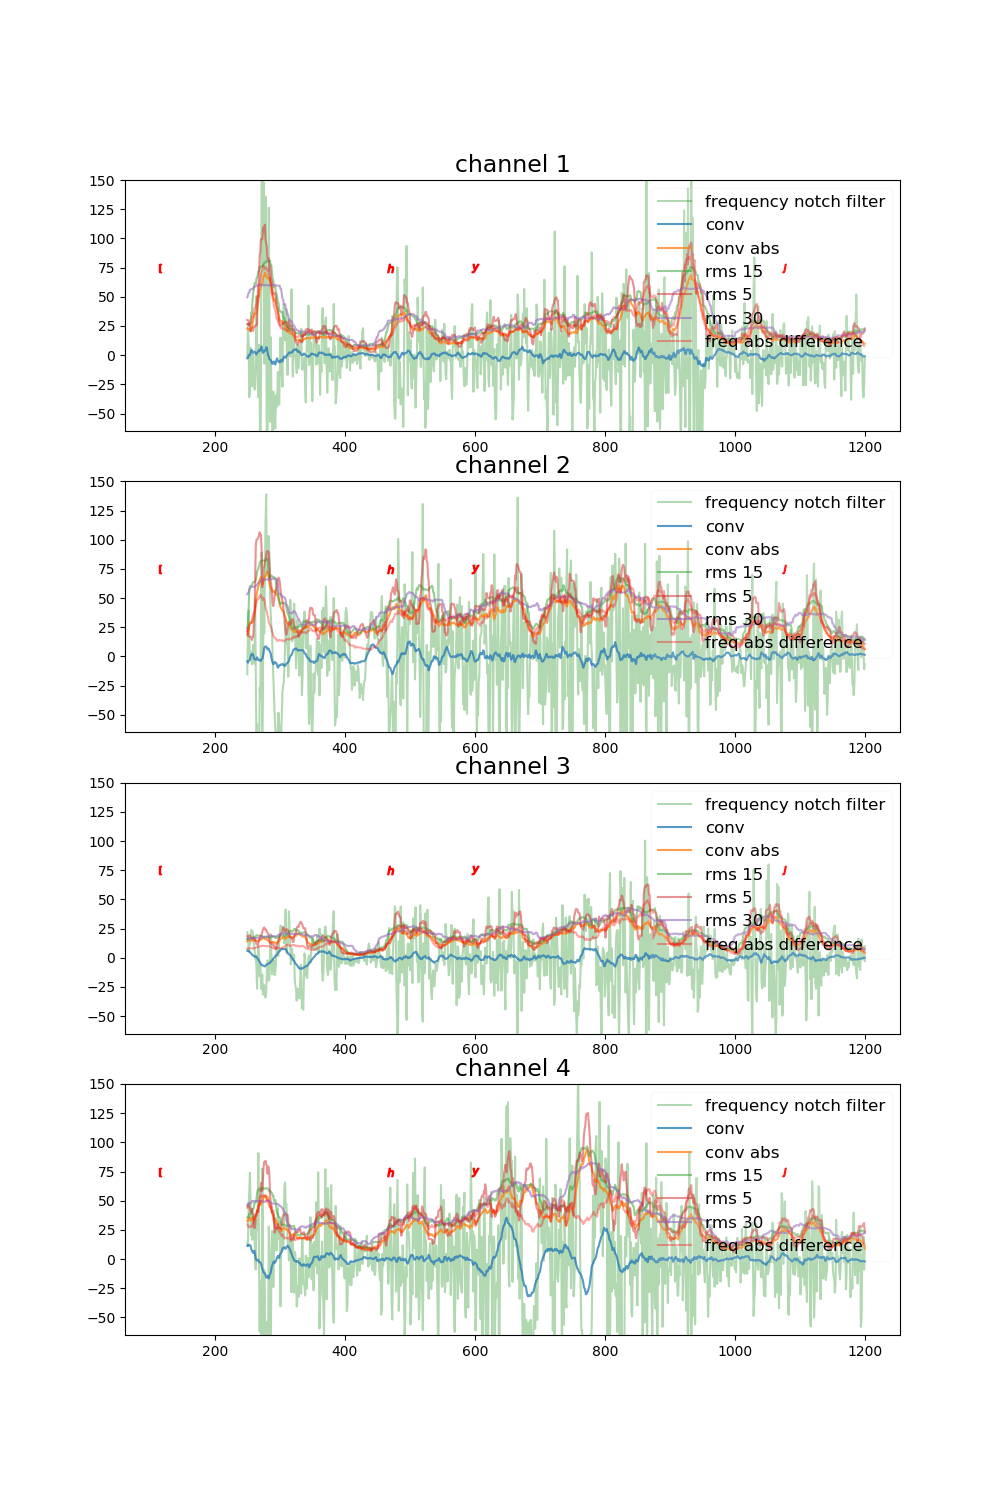 channel 1
150
125
100
75
50
25
0
−25
−50
h
y
frequency notch filter
conv
conv abs
rms 15
rms 5
rms 30
freq abs difference
200 400 600 800 1000 1200
channel 2
150
125
100
75
50
25
0
−25
−50
h
y
frequency notch filter
conv
conv abs
rms 15
rms 5
rms 30
freq abs difference
200 400 600 800 1000 1200
channel 3
150
125
100
75
50
25
0
−25
−50
h
y
frequency notch filter
conv
conv abs
rms 15
rms 5
rms 30
freq abs difference
200 400 600 800 1000 1200
channel 4
150
125
100
75
50
25
0
−25
−50
h
y
frequency notch filter
conv
conv abs
rms 15
rms 5
rms 30
freq abs difference
200 400 600 800 1000 1200